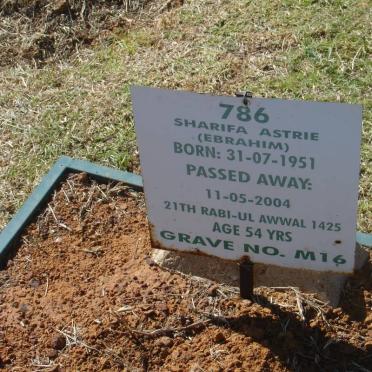 786
SHARIFA ASTRIE
(EBRAHIM)
BORN: 31-07-1951
PASSED AWAY:
11-05-2004
21TH RABI-UL AWWAL 1425
AGE 54 YRS
GRAVE NO. M16